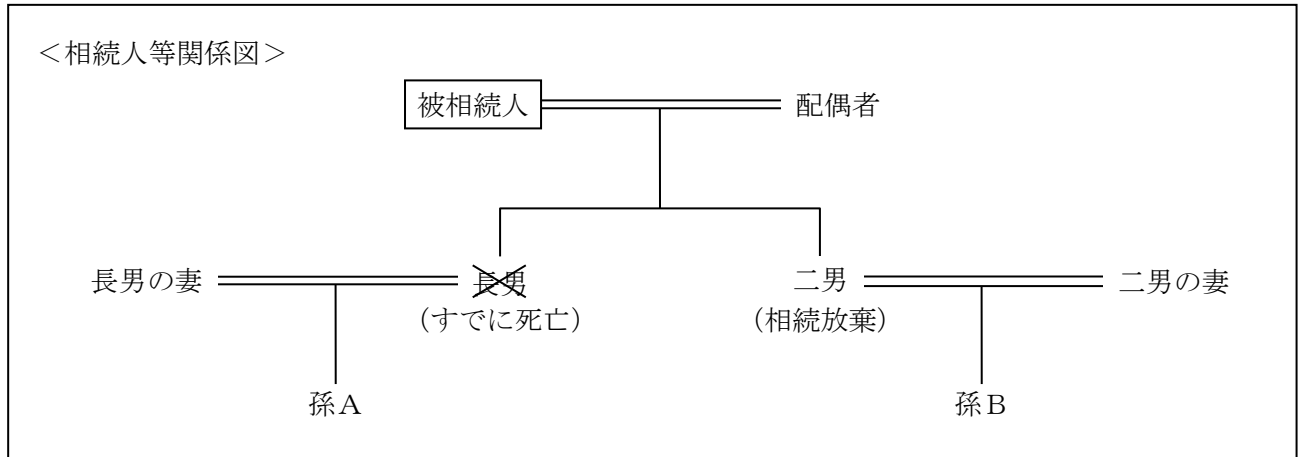 ＜相続人等関係図＞
被相続人 配偶者
長男の妻 長男 二男 二男の妻
（すでに死亡） （相続放棄）
孫Ａ 孫Ｂ